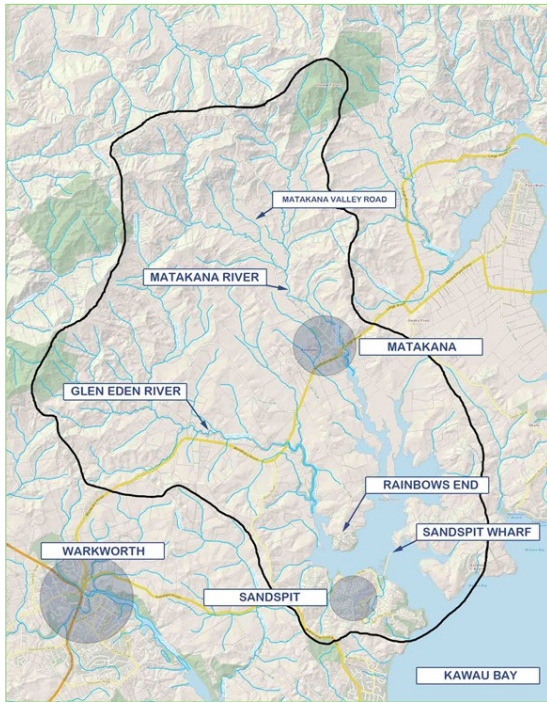 MATAKANA VALLEY ROAD
MATAKANA RIVER
MATAKANA
GLEN EDEN RIVER
RAINBOWS END
SANDSPIT WHARF
WARKWORTH
SANDSPIT
KAWAU BAY